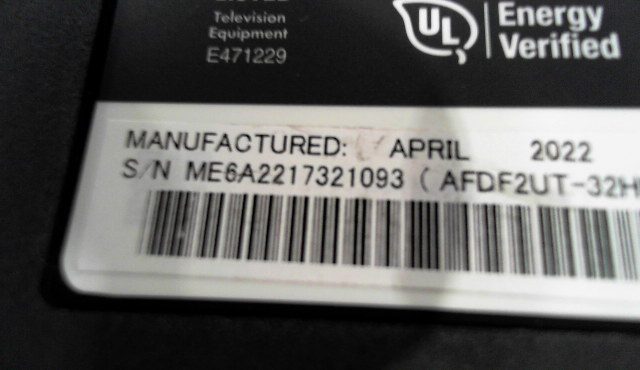 Television
Equipment
E471229
UL
Energy
Verified
MANUFACTURED: APRIL 2022
S/N ME6A2217321093 ( AFDF2UT-32H